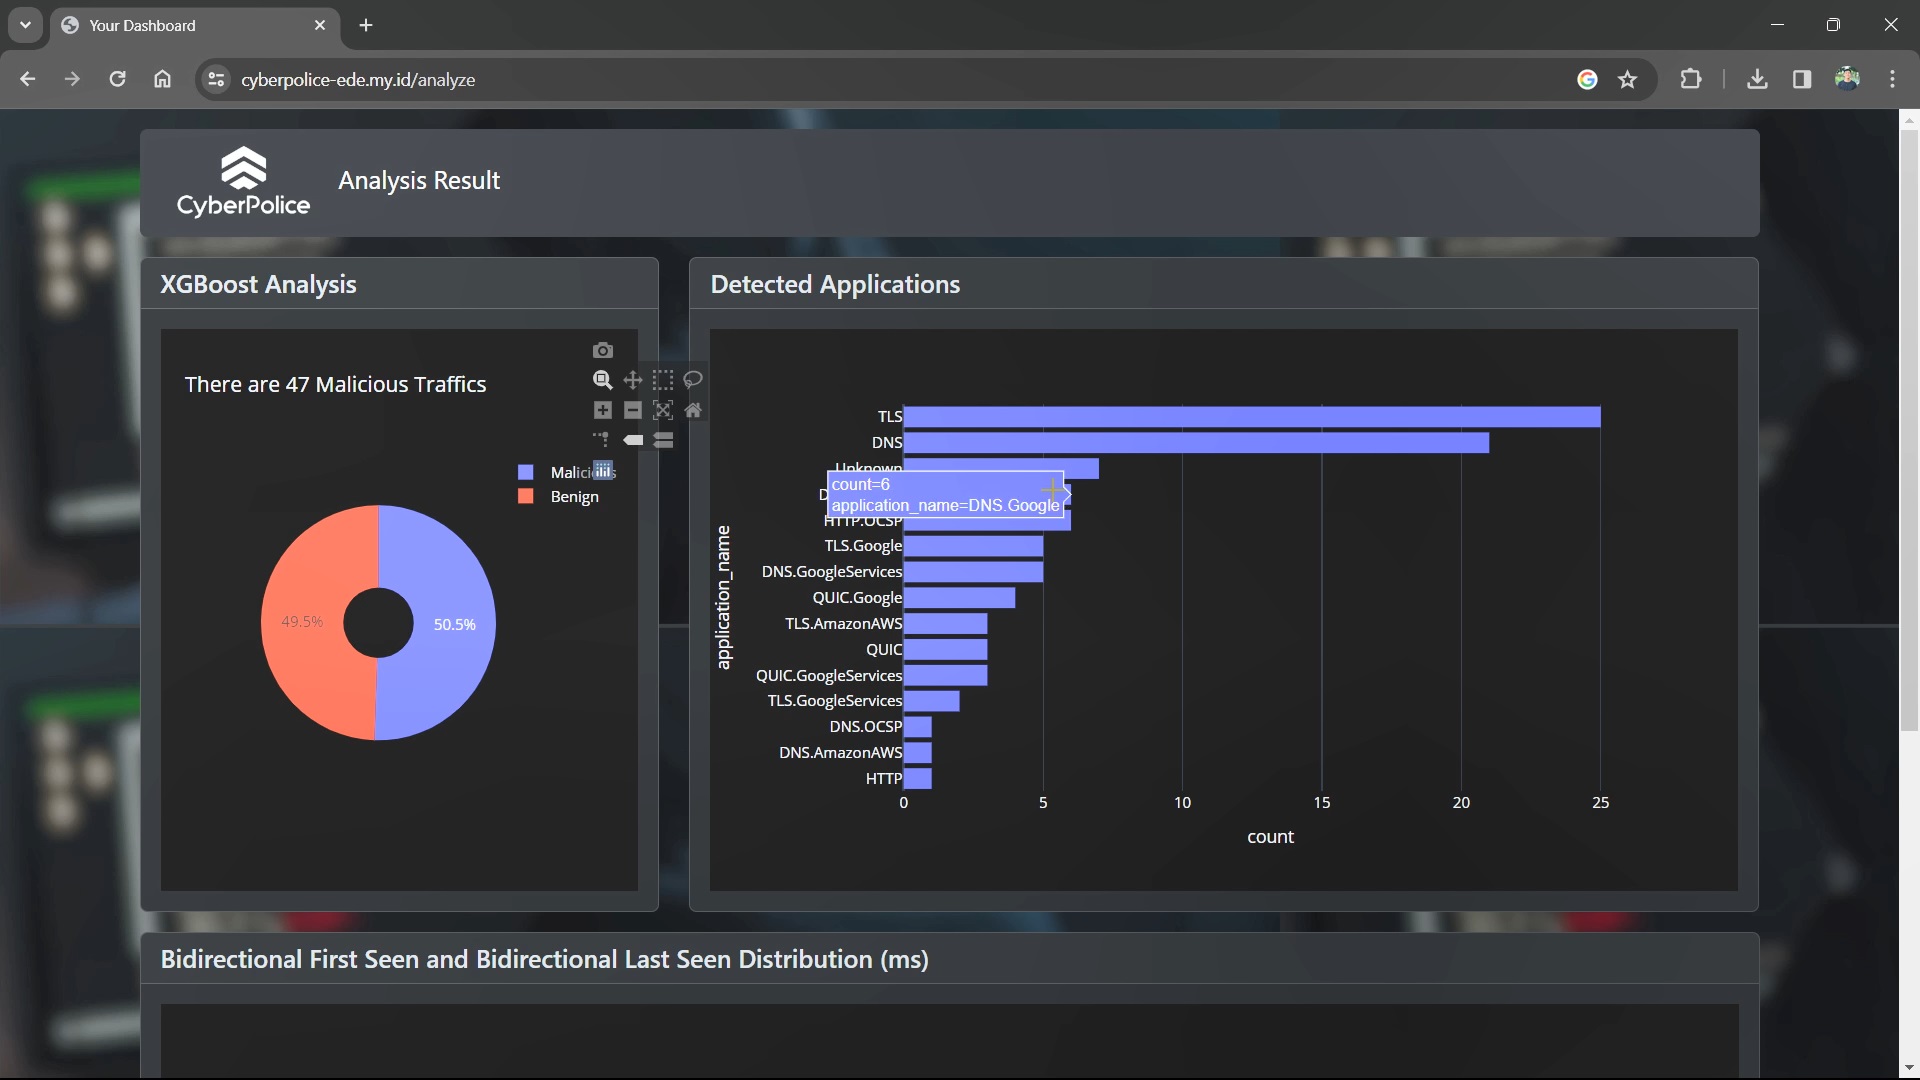 Your Dashboard
cyberpolice-ede.my.id/analyze
CyberPolice
Analysis Result
XGBoost Analysis
There are 47 Malicious Traffics
Benign
49.5%
50.5%
Detected Applications
application_name
TLS
DNS
Unknown
count=6
application_name=DNS.Google
HTTP.OCSP
TLS.Google
DNS.GoogleServices
QUIC.Google
TLS.AmazonAWS
QUIC
QUIC.GoogleServices
TLS.GoogleServices
DNS.OCSP
DNS.AmazonAWS
HTTP
0 5 10 15 20 25
count
Bidirectional First Seen and Bidirectional Last Seen Distribution (ms)